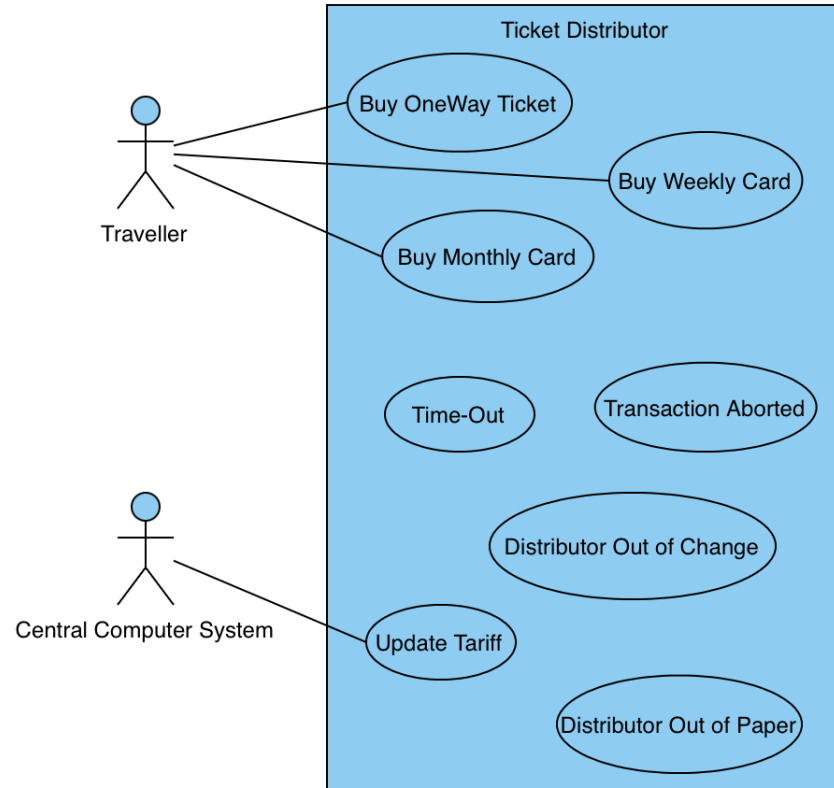 Ticket Distributor
Buy OneWay Ticket
Buy Weekly Card
Traveller
Buy Monthly Card
Time-Out
Transaction Aborted
Distributor Out of Change
Central Computer System
Update Tariff
Distributor Out of Paper